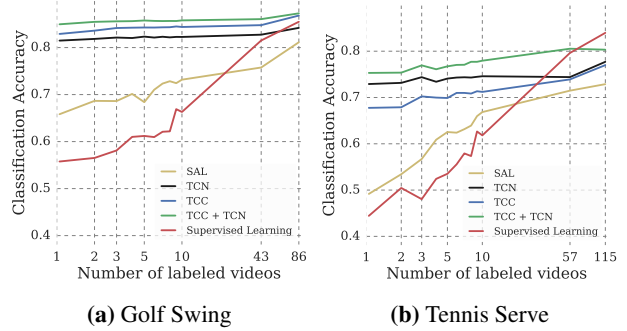 Classification Accuracy
0.8
0.7
0.6
0.5
0.4
SAL
TCN
TCC
TCC + TCN
Supervised Learning
1 2 3 5 10 43 86
Number of labeled videos
(a) Golf Swing
Classification Accuracy
0.8
0.7
0.6
0.5
0.4
SAL
TCN
TCC
TCC + TCN
Supervised Learning
1 2 3 5 10 57 115
Number of labeled videos
(b) Tennis Serve